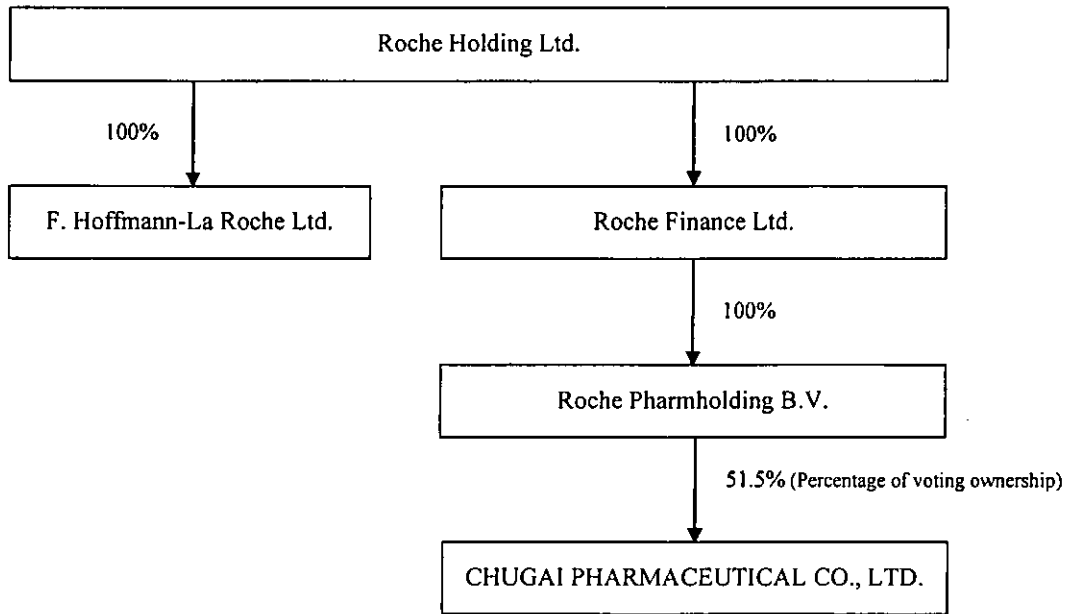 Roche Holding Ltd.
100%
100%
F. Hoffmann-La Roche Ltd.
Roche Finance Ltd.
100%
Roche Pharmholding B.V.
51.5% (Percentage of voting ownership)
CHUGAI PHARMACEUTICAL CO., LTD.